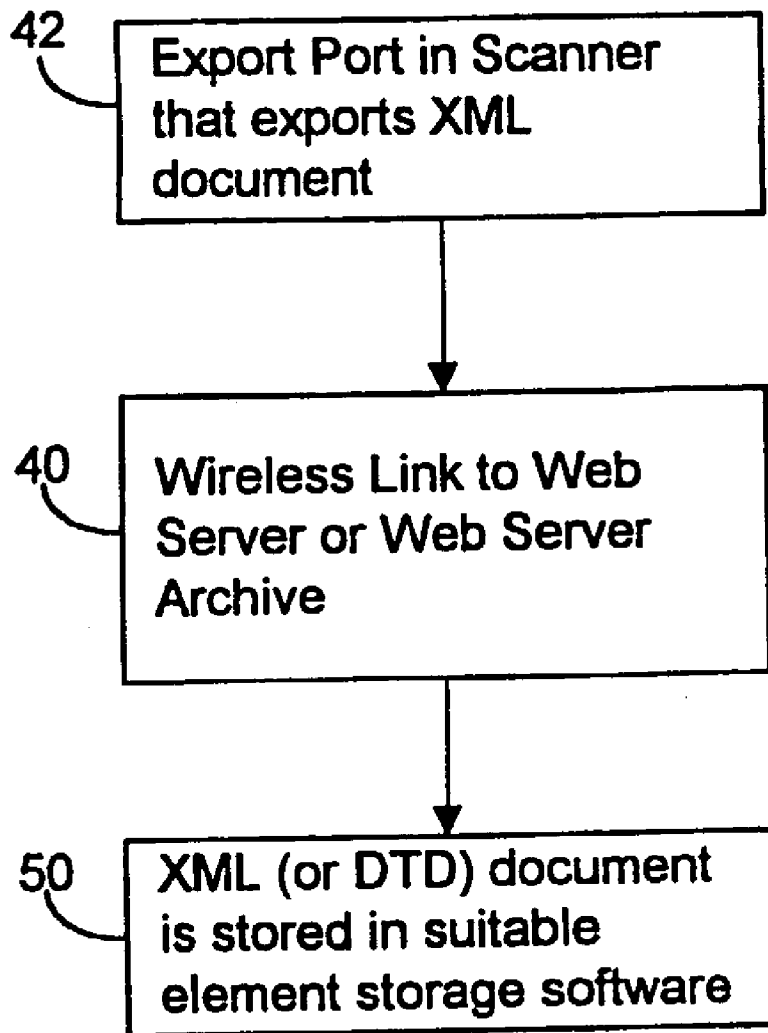 42
Export Port in Scanner
that exports XML
document
40
Wireless Link to Web
Server or Web Server
Archive
50
XML (or DTD) document
is stored in suitable
element storage software